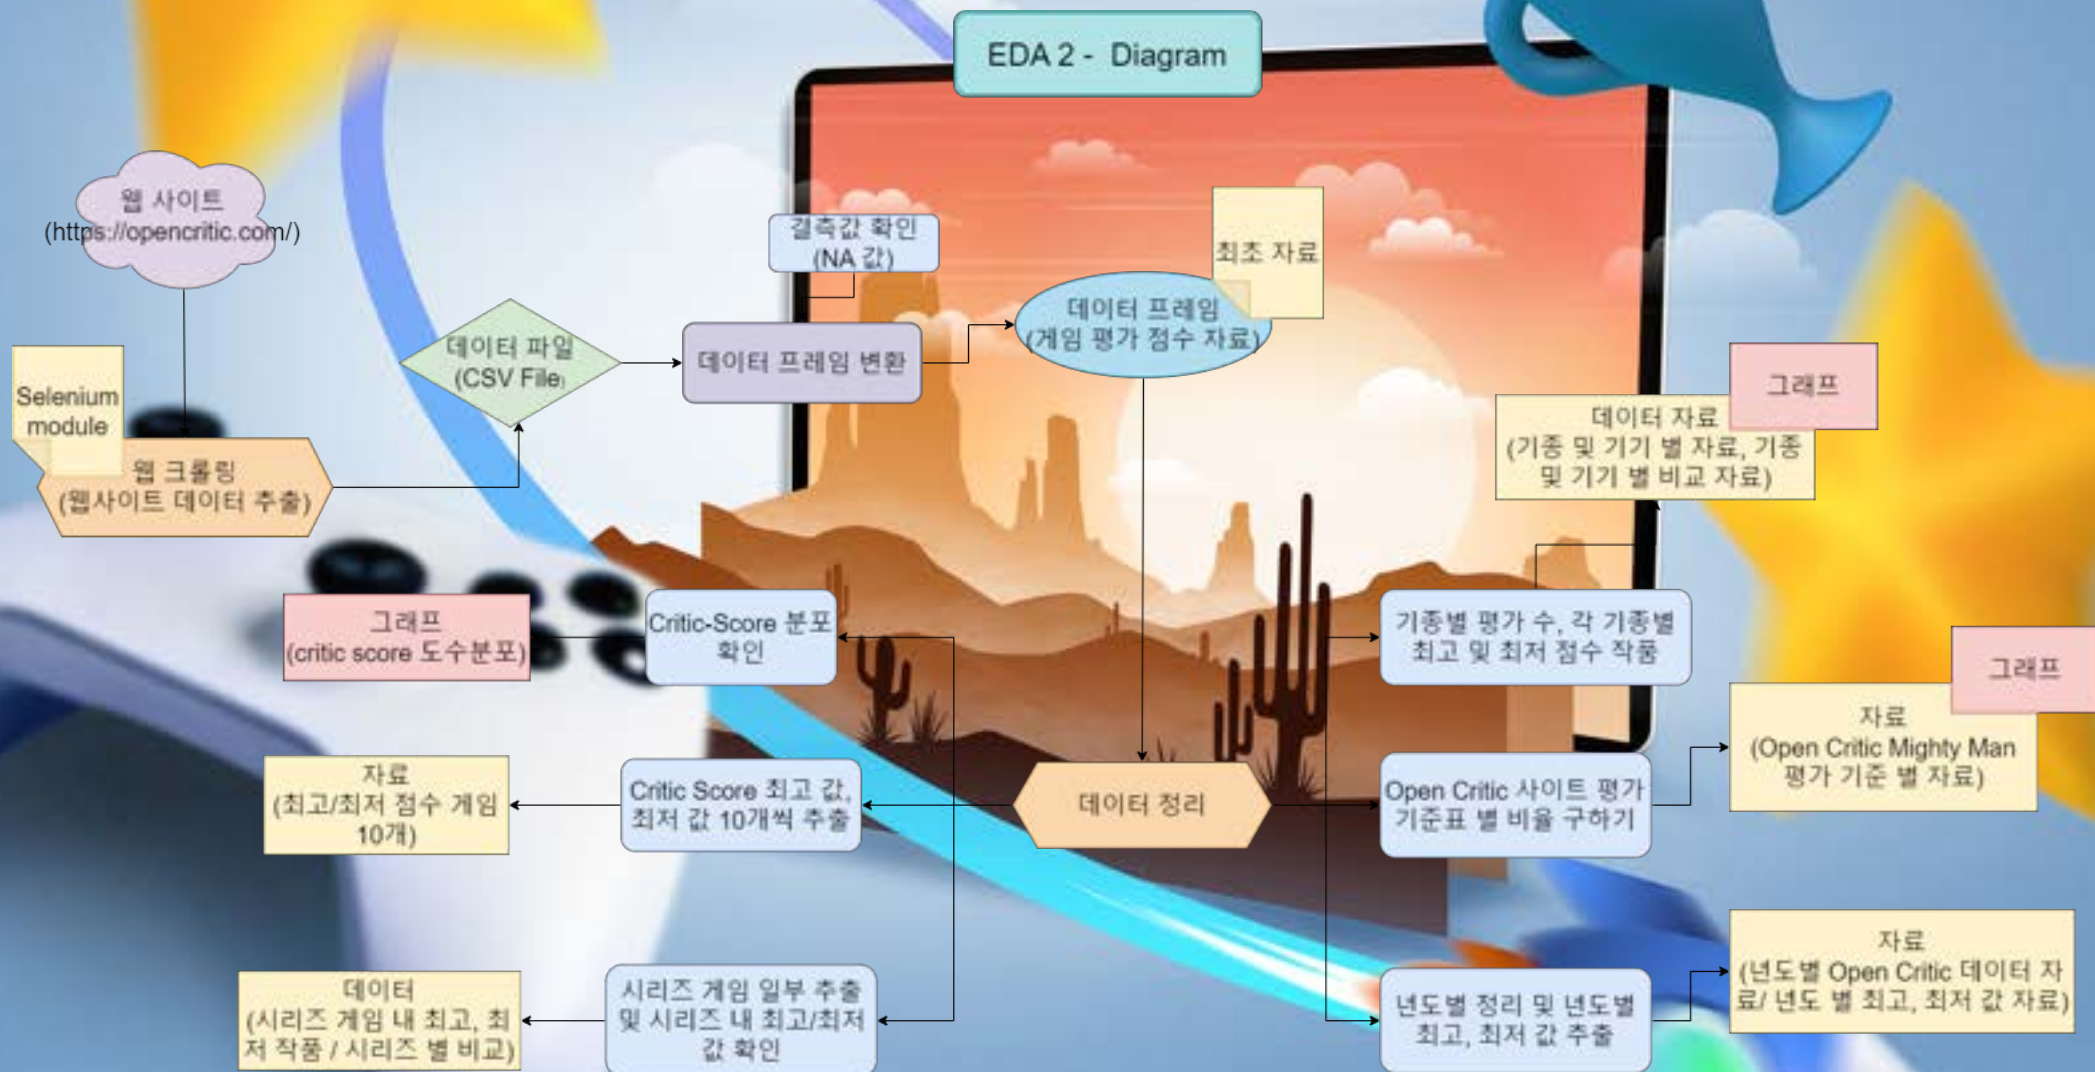 EDA 2 - Diagram
웹 사이트
(https://opencritic.com/)
Selenium
module
웹 크롤링
(웹사이트 데이터 추출)
데이터 파일
(CSV File)
결측값 확인
(NA 값)
데이터 프레임 변환
최초 자료
데이터 프레임
(게임 평가 점수 자료)
그래프
데이터 자료
(기종 및 기기 별 자료, 기종
및 기기 별 비교 자료)
그래프
(critic score 도수분포)
Critic-Score 분포
확인
기종별 평가 수, 각 기종별
최고 및 최저 점수 작품
그래프
자료
(Open Critic Mighty Man
평가 기준 별 자료)
자료
(최고/최저 점수 게임
10개)
Critic Score 최고 값,
최저 값 10개씩 추출
데이터 정리
Open Critic 사이트 평가
기준표 별 비율 구하기
데이터
(시리즈 게임 내 최고, 최
저 작품 / 시리즈 별 비교)
시리즈 게임 일부 추출
및 시리즈 내 최고/최저
값 확인
년도별 정리 및 년도별
최고, 최저 값 추출
자료
(년도별 Open Critic 데이터 자
료/ 년도 별 최고, 최저 값 자료)